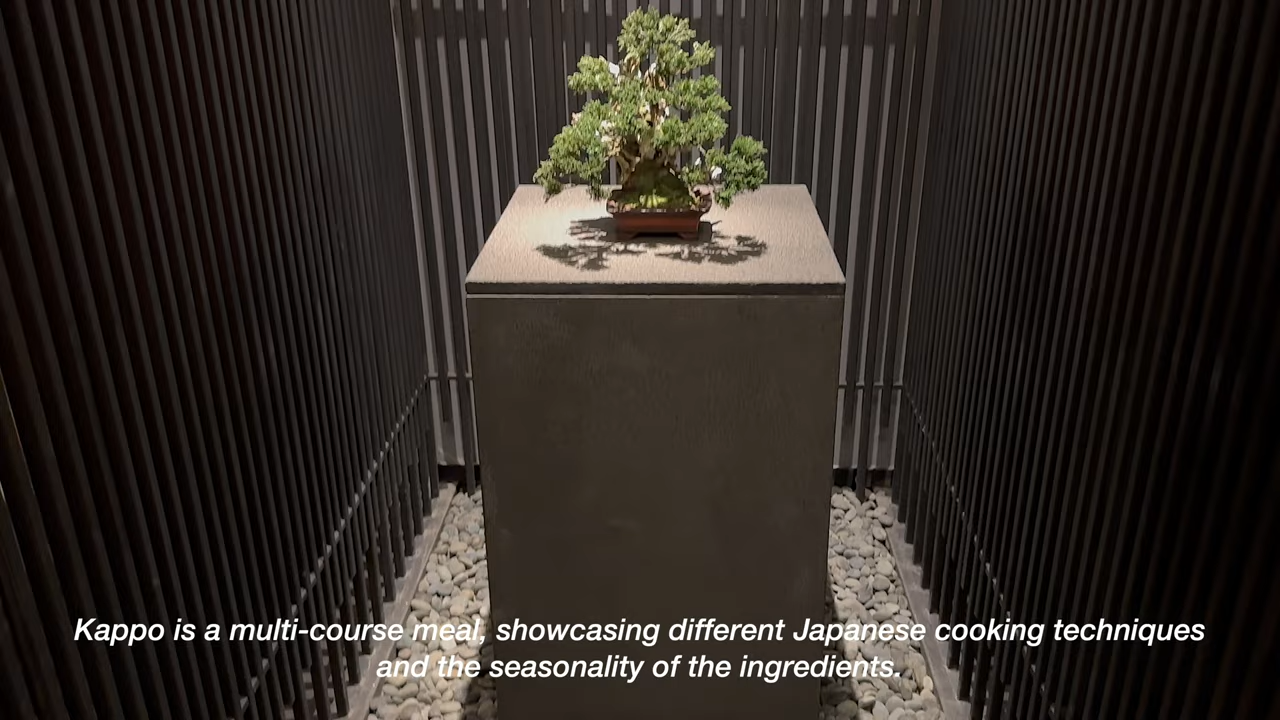 Kappo is a multi-course meal, showcasing different Japanese cooking techniques
and the seasonality of the ingredients.